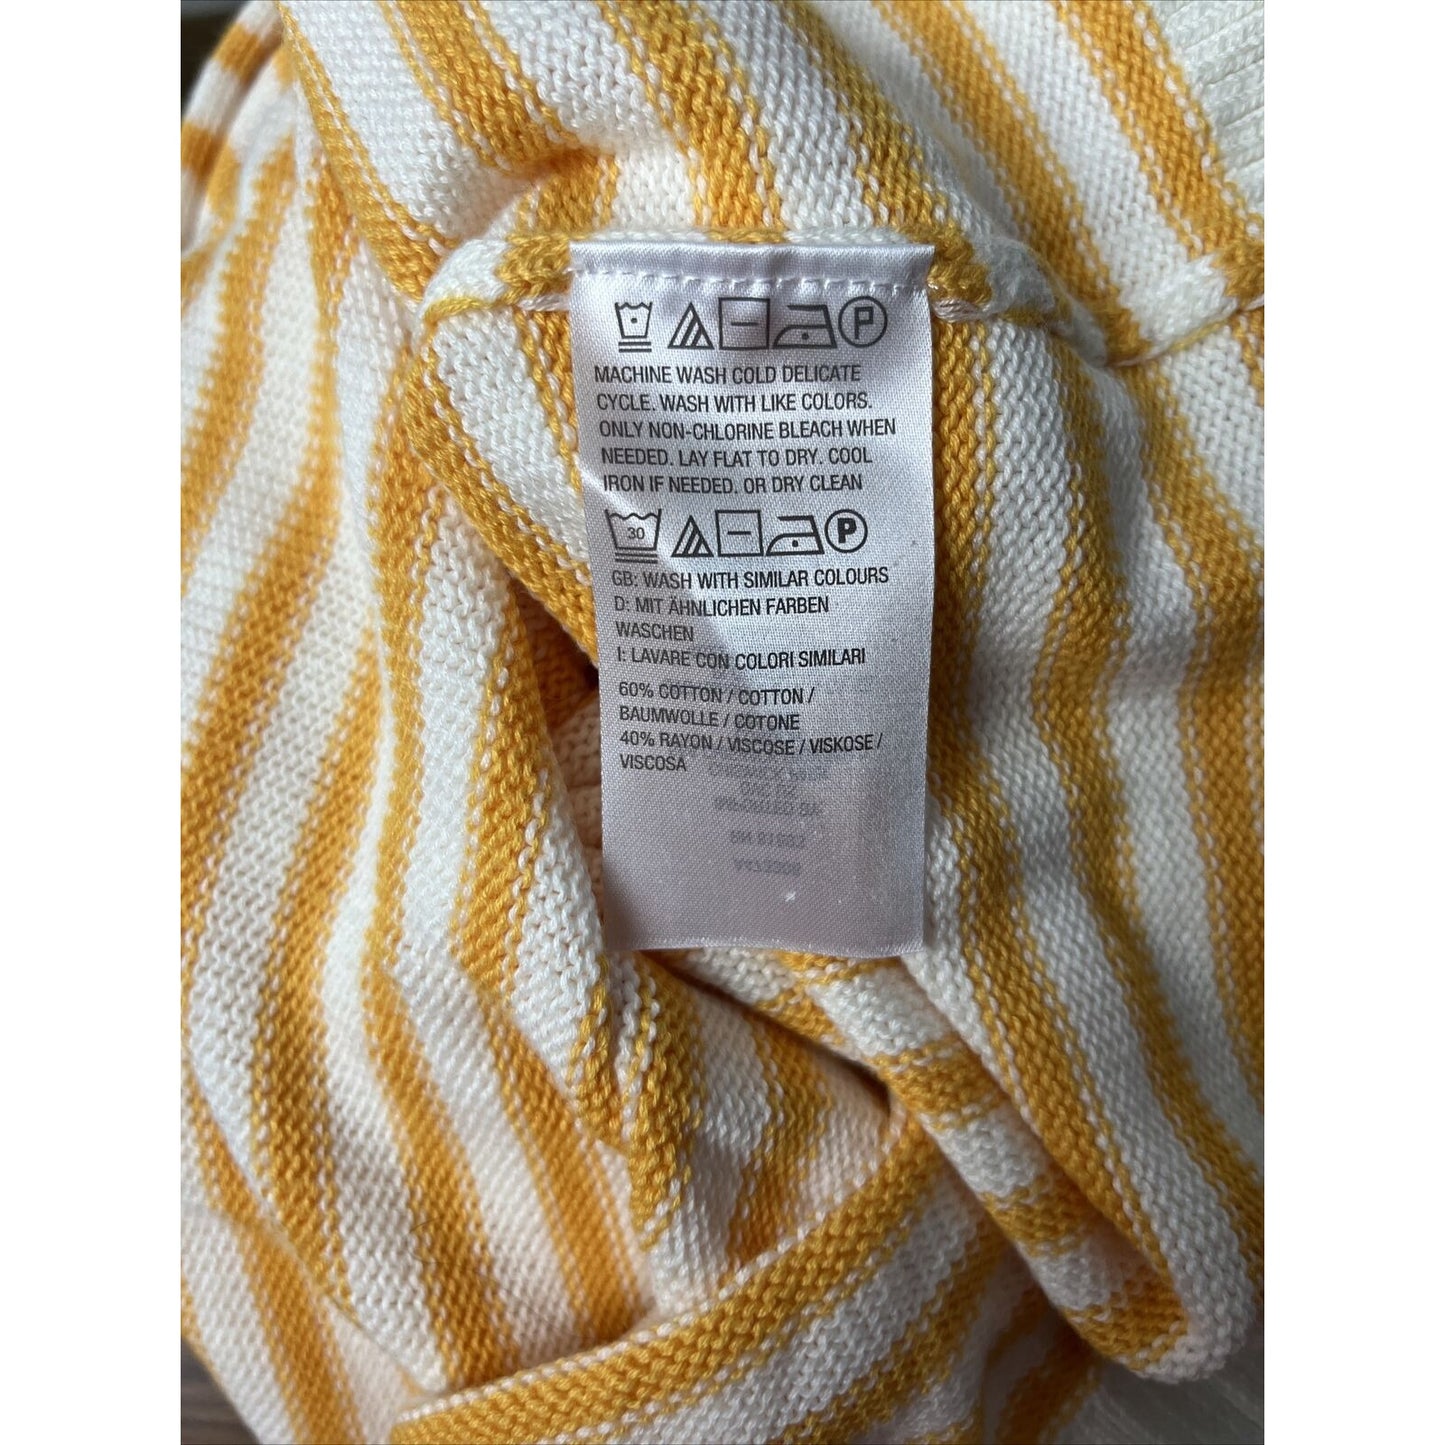 P
MACHINE WASH COLD DELICATE
CYCLE. WASH WITH LIKE COLORS.
ONLY NON-CHLORINE BLEACH WHEN
NEEDED. LAY FLAT TO DRY. COOL
IRON IF NEEDED. OR DRY CLEAN
30 P
GB: WASH WITH SIMILAR COLOURS
D: MIT ÄHNLICHEN FARBEN
WASCHEN
I: LAVARE CON COLORI SIMILARI
60% COTTON / COTTON /
BAUMWOLLE / COTONE
40% RAYON / VISCOSE / VISKOSE /
VISCOSA